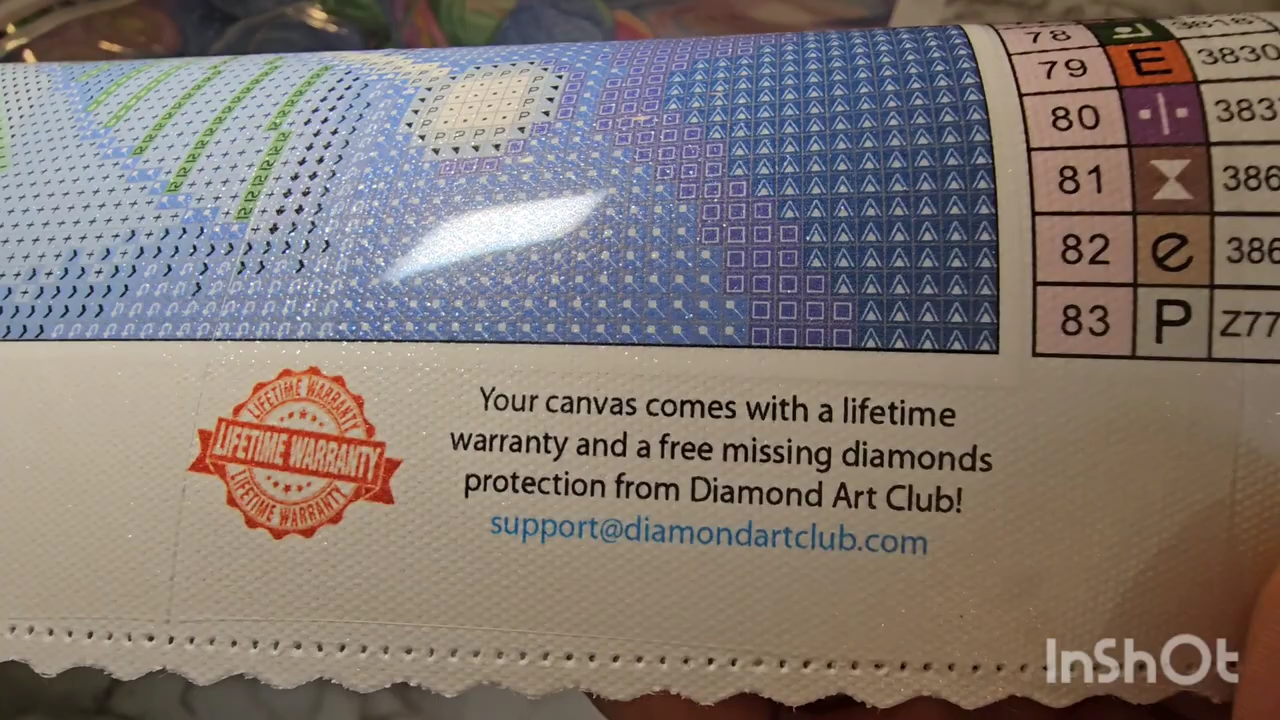 78 3818
79 E 3830
80 383
81 386
82 e 386
83 P Z77
LIFETIME WARRANTY
LIFETIME WARRANTY
LIFETIME WARRANTY
Your canvas comes with a lifetime
warranty and a free missing diamonds
protection from Diamond Art Club!
support@diamondartclub.com
InShOt